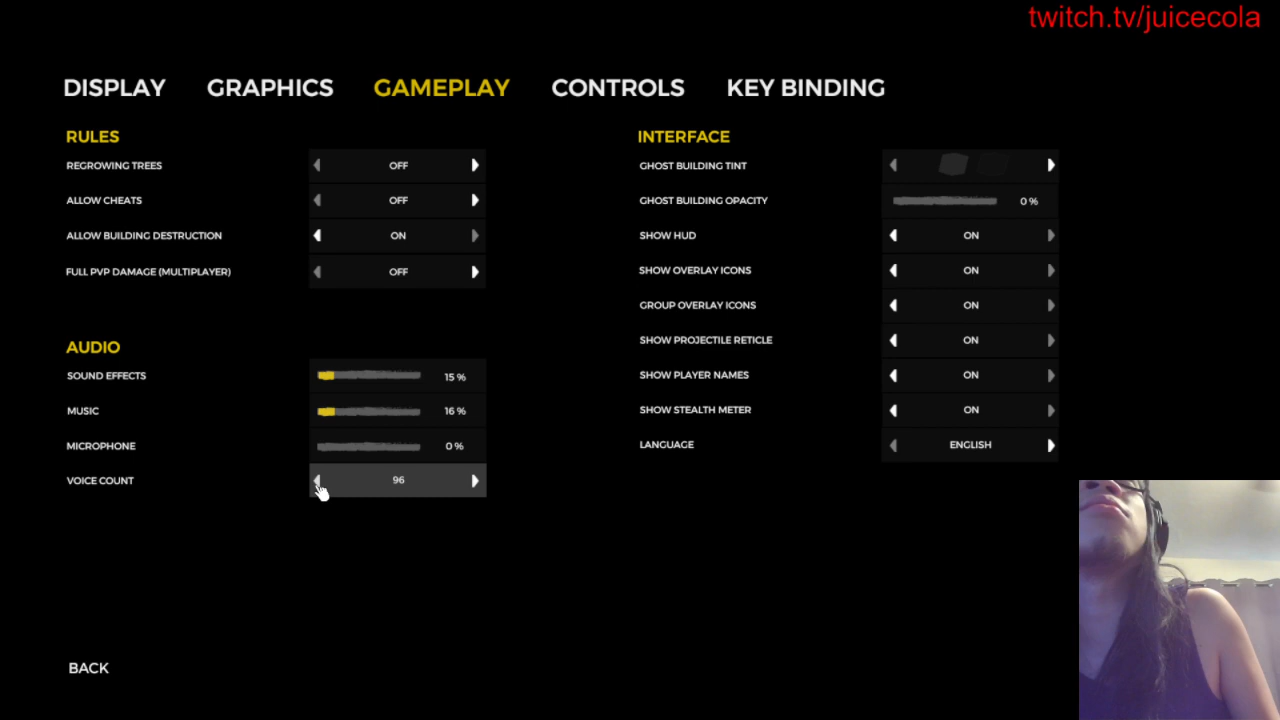 twitch.tv/juicecola
DISPLAY GRAPHICS GAMEPLAY CONTROLS KEY BINDING
RULES
REGROWING TREES OFF
ALLOW CHEATS OFF
ALLOW BUILDING DESTRUCTION ON
FULL PVP DAMAGE (MULTIPLAYER) OFF
AUDIO
SOUND EFFECTS 15 %
MUSIC 16 %
MICROPHONE 0 %
VOICE COUNT 96
INTERFACE
GHOST BUILDING TINT
GHOST BUILDING OPACITY 0 %
SHOW HUD ON
SHOW OVERLAY ICONS ON
GROUP OVERLAY ICONS ON
SHOW PROJECTILE RETICLE ON
SHOW PLAYER NAMES ON
SHOW STEALTH METER ON
LANGUAGE ENGLISH
BACK